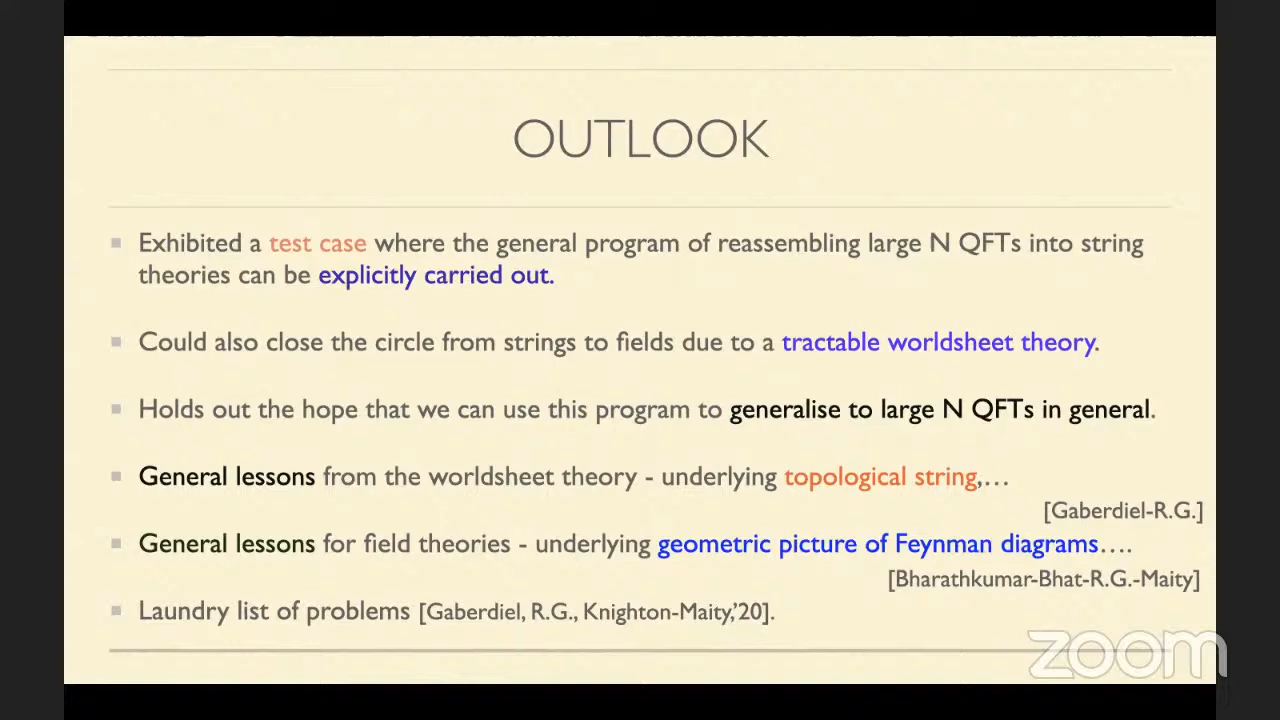 OUTLOOK
Exhibited a test case where the general program of reassembling large N QFTs into string
theories can be explicitly carried out.
Could also close the circle from strings to fields due to a tractable worldsheet theory.
Holds out the hope that we can use this program to generalise to large N QFTs in general.
General lessons from the worldsheet theory - underlying topological string,...
[Gaberdiel-R.G.]
General lessons for field theories - underlying geometric picture of Feynman diagrams....
[Bharathkumar-Bhat-R.G.-Maity]
Laundry list of problems [Gaberdiel, R.G., Knighton-Maity,’20].
zoom